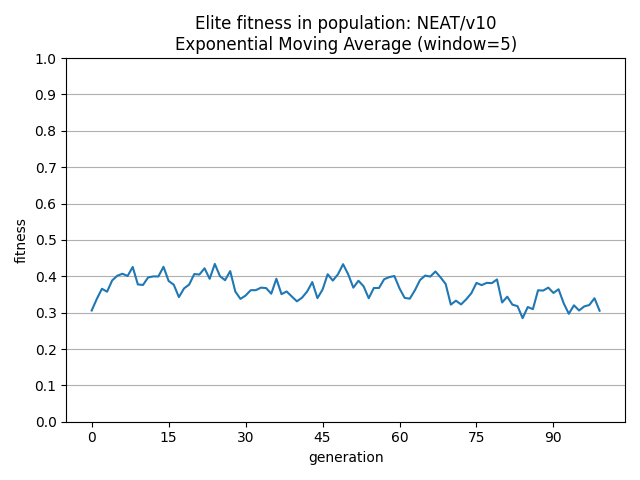 Elite fitness in population: NEAT/v10
Exponential Moving Average (window=5)
1.0
0.9
0.8
0.7
0.6
0.5
0.4
0.3
0.2
0.1
0.0
fitness
0 15 30 45 60 75 90
generation